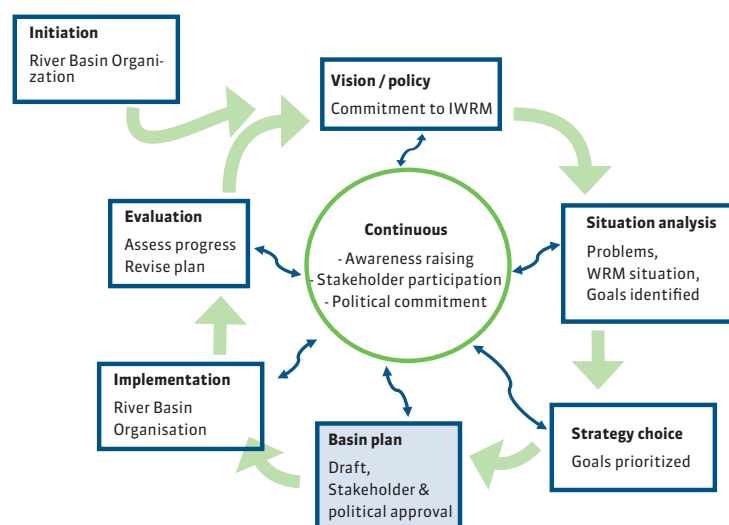 Initiation
River Basin Organi-
zation
Vision / policy
Commitment to IWRM
Situation analysis
Problems,
WRM situation,
Goals identified
Strategy choice
Goals prioritized
Basin plan
Draft,
Stakeholder &
political approval
Implementation
River Basin
Organisation
Evaluation
Assess progress
Revise plan
Continuous
- Awareness raising
- Stakeholder participation
- Political commitment